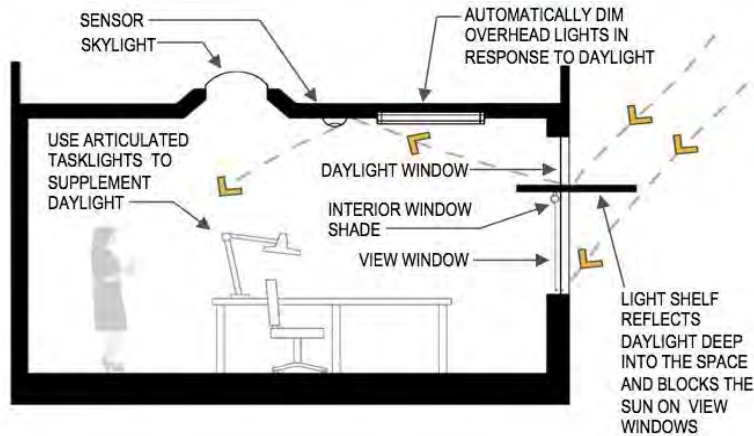 SENSOR
SKYLIGHT
AUTOMATICALLY DIM
OVERHEAD LIGHTS IN
RESPONSE TO DAYLIGHT
USE ARTICULATED
TASKLIGHTS TO
SUPPLEMENT
DAYLIGHT
DAYLIGHT WINDOW
INTERIOR WINDOW
SHADE
VIEW WINDOW
LIGHT SHELF
REFLECTS
DAYLIGHT DEEP
INTO THE SPACE
AND BLOCKS THE
SUN ON VIEW
WINDOWS